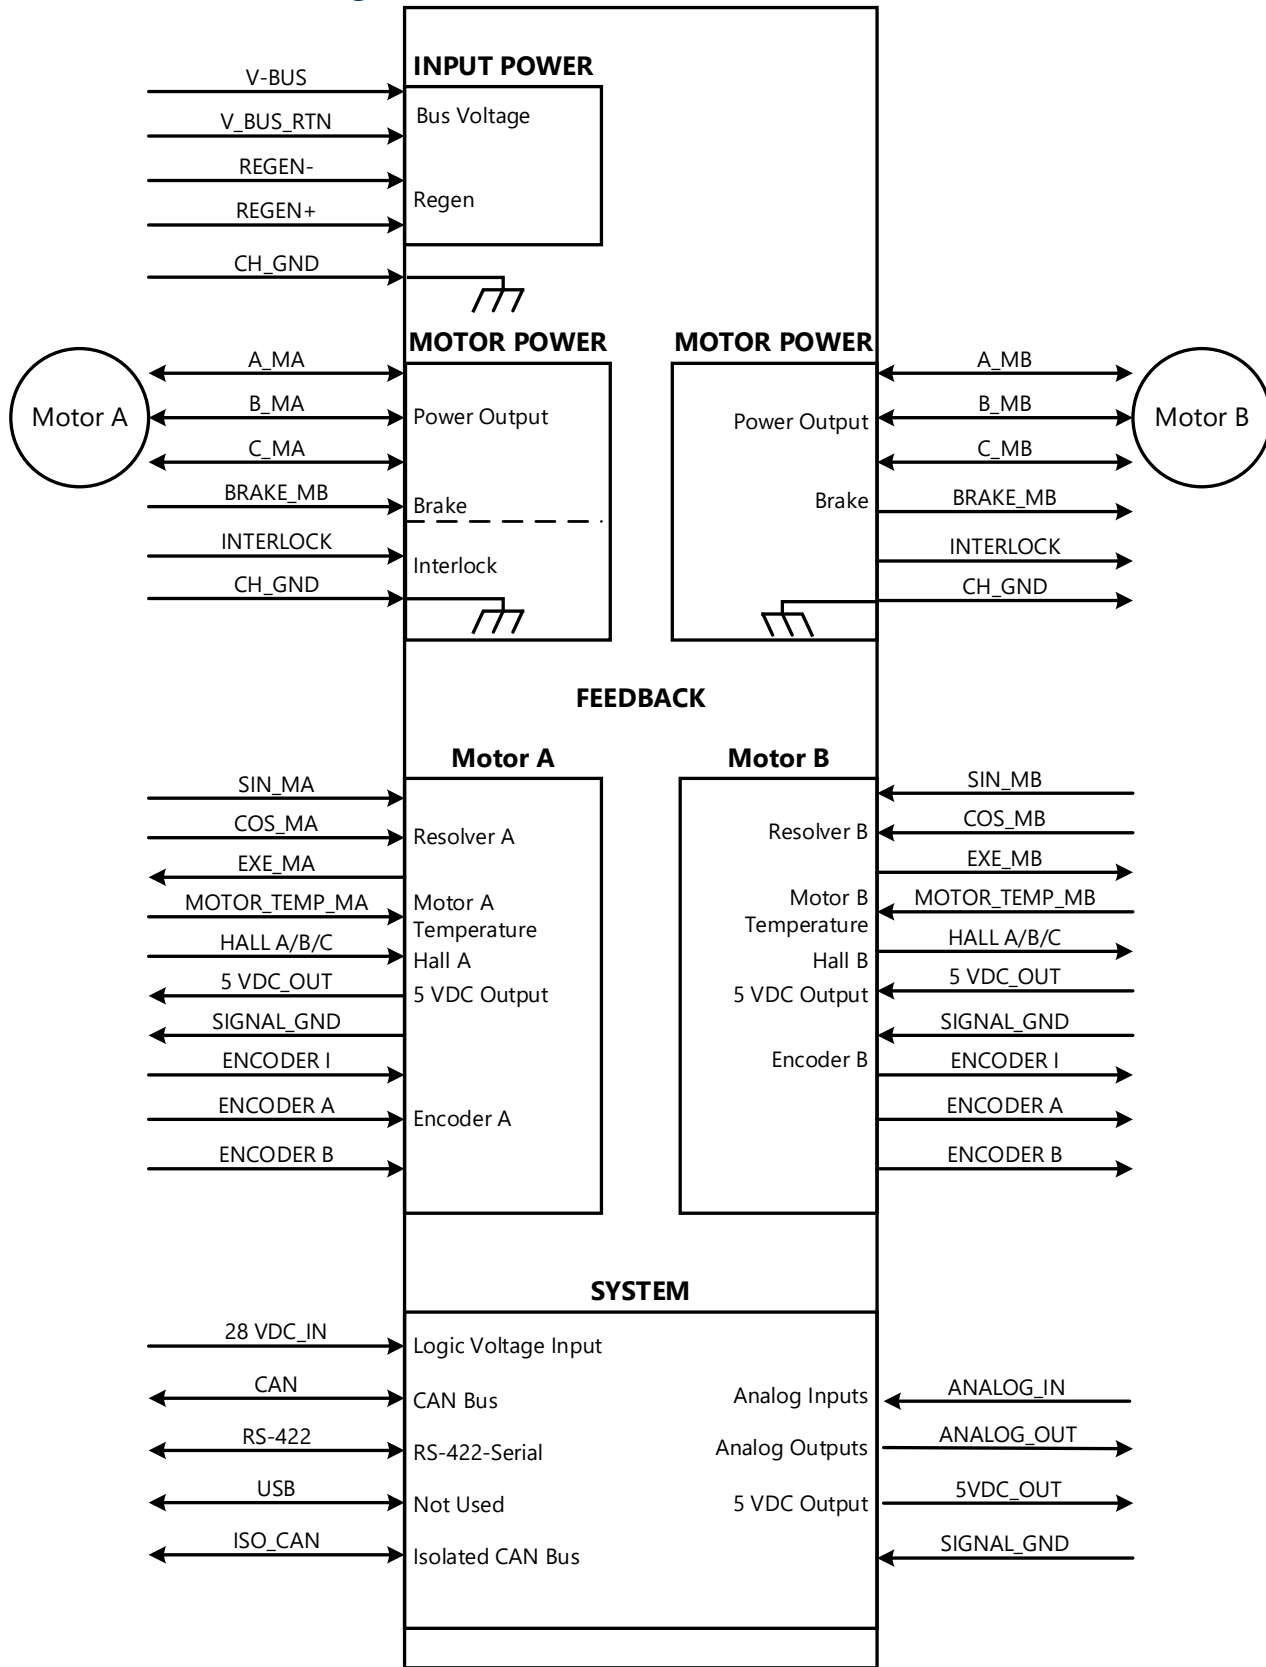 INPUT POWER
V-BUS
Bus Voltage
V_BUS_RTN
REGEN-
Regen
REGEN+
CH_GND
MOTOR POWER
MOTOR POWER
Motor A
A_MA
B_MA
Power Output
C_MA
BRAKE_MB
Brake
INTERLOCK
Interlock
CH_GND
A_MB
Power Output
B_MB
Motor B
C_MB
Brake
BRAKE_MB
INTERLOCK
CH_GND
FEEDBACK
Motor A
Motor B
SIN_MA
COS_MA
Resolver A
EXE_MA
MOTOR_TEMP_MA
Motor A
Temperature
HALL A/B/C
Hall A
5 VDC_OUT
5 VDC Output
SIGNAL_GND
ENCODER I
ENCODER A
Encoder A
ENCODER B
SIN_MB
Resolver B
COS_MB
EXE_MB
Motor B
Temperature
MOTOR_TEMP_MB
Hall B
HALL A/B/C
5 VDC Output
5 VDC_OUT
SIGNAL_GND
Encoder B
ENCODER I
ENCODER A
ENCODER B
SYSTEM
28 VDC_IN
Logic Voltage Input
CAN
CAN Bus
RS-422
RS-422-Serial
USB
Not Used
ISO_CAN
Isolated CAN Bus
Analog Inputs
ANALOG_IN
Analog Outputs
ANALOG_OUT
5 VDC Output
5VDC_OUT
SIGNAL_GND